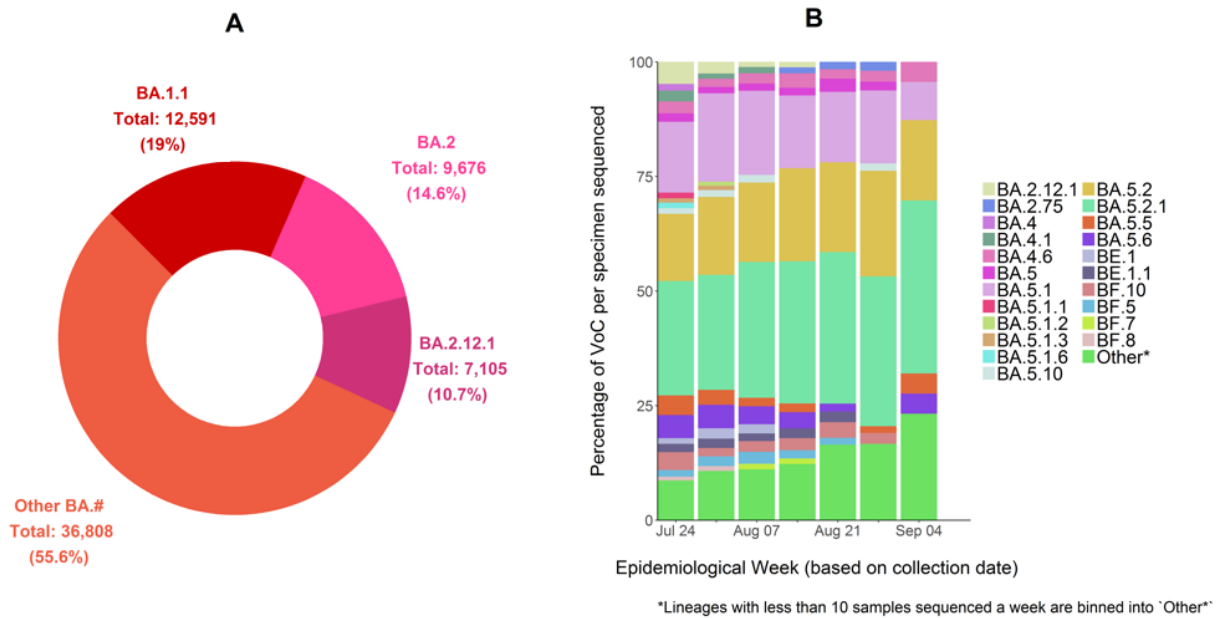 A
BA.1.1
Total: 12,591
(19%)
BA.2
Total: 9,676
(14.6%)
BA.2.12.1
Total: 7,105
(10.7%)
Other BA.#
Total: 36,808
(55.6%)
B
Percentage of VoC per specimen sequenced
100
75
50
25
0
Jul 24
Aug 07
Aug 21
Sep 04
Epidemiological Week (based on collection date)
BA.2.12.1
BA.2.75
BA.4
BA.4.1
BA.4.6
BA.5
BA.5.1
BA.5.1.1
BA.5.1.2
BA.5.1.3
BA.5.1.6
BA.5.10
BA.5.2
BA.5.2.1
BA.5.5
BA.5.6
BE.1
BE.1.1
BF.10
BF.5
BF.7
BF.8
Other*
*Lineages with less than 10 samples sequenced a week are binned into `Other*`